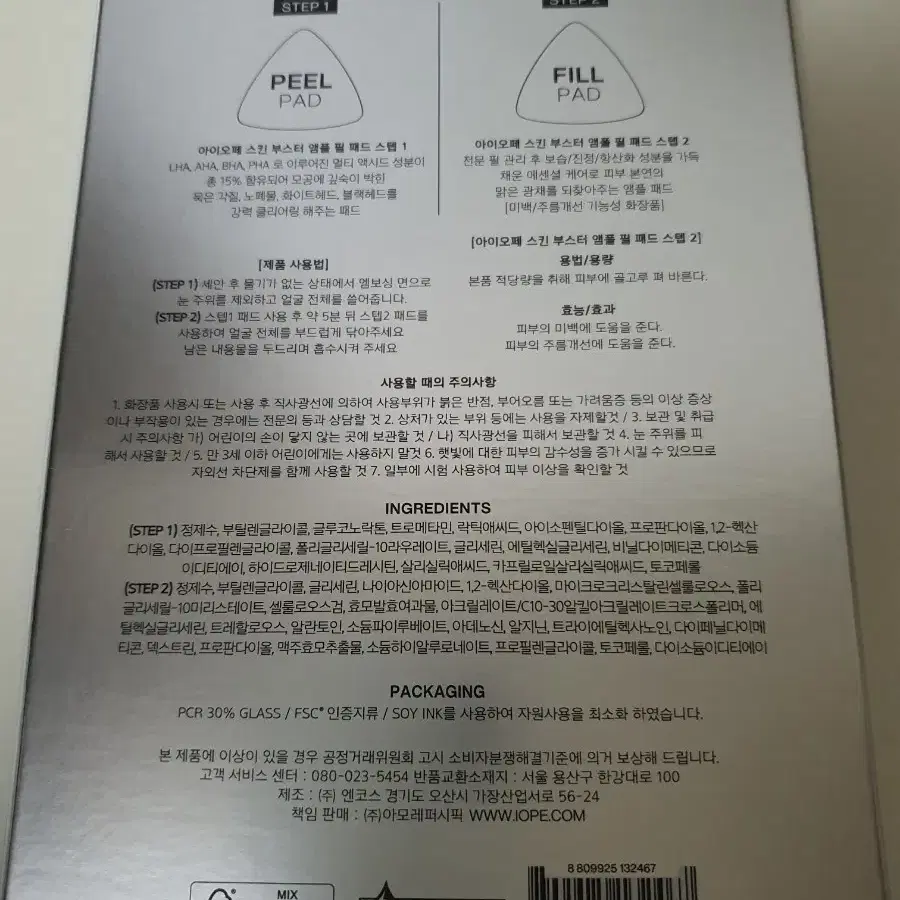 STEP 1
PEEL
PAD
아이오페 스킨 부스터 앰플 필 패드 스텝 1
LHA, AHA, BHA, PHA 로 이루어진 멀티 액시드 성분이
총 15% 함유되어 모공에 깊숙이 박힌
묵은 각질, 노폐물, 화이트헤드, 블랙헤드를
강력 클리어링 해주는 패드
[제품 사용법]
(STEP 1) 세안 후 물기가 없는 상태에서 엠보싱 면으로
눈 주위를 제외하고 얼굴 전체를 쓸어줍니다.
(STEP 2) 스텝1 패드 사용 후 약 5분 뒤 스텝2 패드를
사용하여 얼굴 전체를 부드럽게 닦아주세요
남은 내용물을 두드리며 흡수시켜 주세요
STEP 2
FILL
PAD
아이오페 스킨 부스터 앰플 필 패드 스텝 2
전문 필 관리 후 보습/진정/항산화 성분을 가득
채운 에센셜 케어로 피부 본연의
맑은 광채를 되찾아주는 앰플 패드
[미백/주름개선 기능성 화장품]
[아이오페 스킨 부스터 앰플 필 패드 스텝 2]
용법/용량
본품 적당량을 취해 피부에 골고루 펴 바른다.
효능/효과
피부의 미백에 도움을 준다.
피부의 주름개선에 도움을 준다.
사용할 때의 주의사항
1. 화장품 사용시 또는 사용 후 직사광선에 의하여 사용부위가 붉은 반점, 부어오름 또는 가려움증 등의 이상 증상
이나 부작용이 있는 경우에는 전문의 등과 상담할 것 2. 상처가 있는 부위 등에는 사용을 자제할것 / 3. 보관 및 취급
시 주의사항 가) 어린이의 손이 닿지 않는 곳에 보관할 것 / 나) 직사광선을 피해서 보관할 것 4. 눈 주위를 피
해서 사용할 것 / 5. 만 3세 이하 어린이에게는 사용하지 말것 6. 햇빛에 대한 피부의 감수성을 증가 시킬 수 있으므로
자외선 차단제를 함께 사용할 것 7. 일부에 시험 사용하여 피부 이상을 확인할 것
INGREDIENTS
(STEP 1) 정제수, 부틸렌글라이콜, 글루코노락톤, 트로메타민, 락틱애씨드, 아이소펜틸다이올, 프로판다이올, 1,2-헥산
다이올, 다이프로필렌글라이콜, 폴리글리세릴-10라우레이트, 글리세린, 에틸헥실글리세린, 비닐다이메티콘, 다이소듐
이디티에이, 하이드로제네이티드레시틴, 살리실릭애씨드, 카프릴로일살리실릭애씨드, 토코페롤
(STEP 2) 정제수, 부틸렌글라이콜, 글리세린, 나이아신아마이드, 1,2-헥산다이올, 마이크로크리스탈린셀룰로오스, 폴리
글리세릴-10미리스테이트, 셀룰로오스검, 효모발효여과물, 아크릴레이트/C10-30알킬아크릴레이트크로스폴리머, 에
틸헥실글리세린, 트레할로오스, 알란토인, 소듐파이루베이트, 아데노신, 알지닌, 트라이에틸헥사노인, 다이페닐다이메
티콘, 덱스트린, 프로판다이올, 맥주효모추출물, 소듐하이알루로네이트, 프로필렌글라이콜, 토코페롤, 다이소듐이디티에이
PACKAGING
PCR 30% GLASS / FSC® 인증지류 / SOY INK를 사용하여 자원사용을 최소화 하였습니다.
본 제품에 이상이 있을 경우 공정거래위원회 고시 소비자분쟁해결기준에 의거 보상해 드립니다.
고객 서비스 센터 : 080-023-5454 반품교환소재지 : 서울 용산구 한강대로 100
제조 : (주) 엔코스 경기도 오산시 가장산업서로 56-24
책임 판매 : (주)아모레퍼시픽 WWW.IOPE.COM
MIX
8 809925 132467